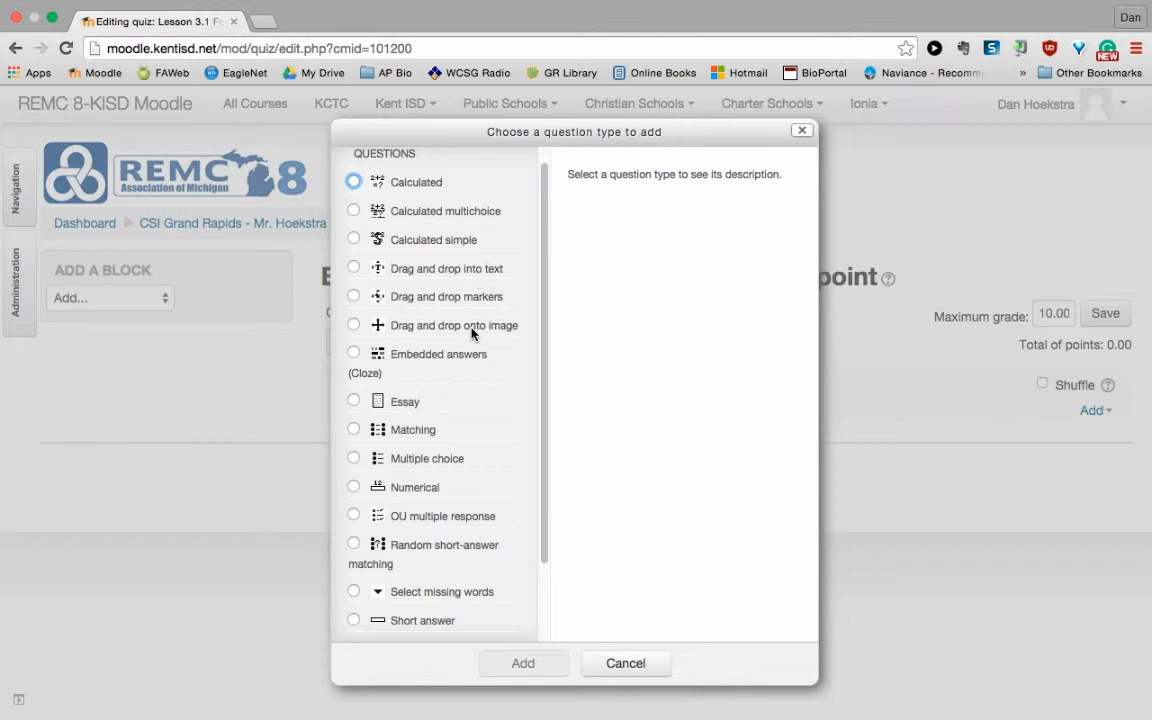 Editing quiz: Lesson 3.1 F
Dan
moodle.kentisd.net/mod/quiz/edit.php?cmid=101200
NEW
Apps Moodle FAWeb EagleNet My Drive AP Bio WCSG Radio GR Library Online Books Hotmail BioPortal Naviance - Recomm » Other Bookmarks
REMC 8-KISD Moodle All Courses KCTC Kent ISD Public Schools Christian Schools Charter Schools Ionia Dan Hoekstra
Choose a question type to add
Navigation
REMC 8
Association of Michigan
Dashboard CSI Grand Rapids - Mr. Hoekstra
Administration
ADD A BLOCK
Add...
E
point
Maximum grade: 10.00 Save
Total of points: 0.00
Shuffle
Add
QUESTIONS
Select a question type to see its description.
Calculated
Calculated multichoice
Calculated simple
Drag and drop into text
Drag and drop markers
Drag and drop onto image
Embedded answers
(Cloze)
Essay
Matching
Multiple choice
Numerical
OU multiple response
Random short-answer
matching
Select missing words
Short answer
Add Cancel